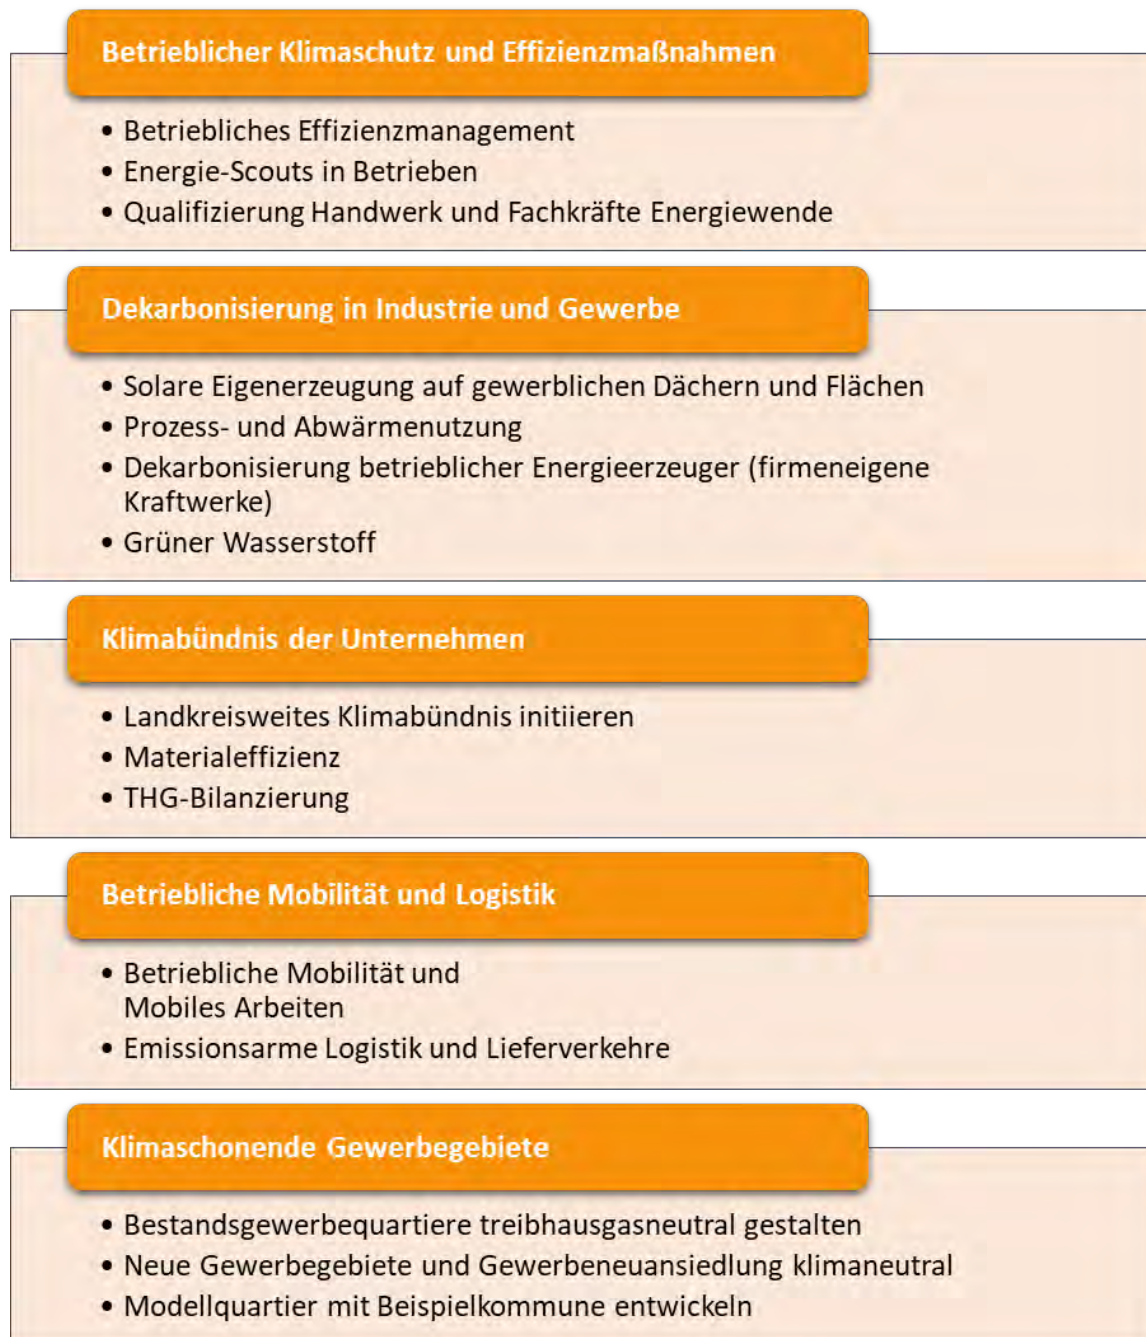 Betrieblicher Klimaschutz und Effizienzmaßnahmen
• Betriebliches Effizienzmanagement
• Energie-Scouts in Betrieben
• Qualifizierung Handwerk und Fachkräfte Energiewende
Dekarbonisierung in Industrie und Gewerbe
• Solare Eigenerzeugung auf gewerblichen Dächern und Flächen
• Prozess- und Abwärmenutzung
• Dekarbonisierung betrieblicher Energieerzeuger (firmeneigene
Kraftwerke)
• Grüner Wasserstoff
Klimabündnis der Unternehmen
• Landkreisweites Klimabündnis initiieren
• Materialeffizienz
• THG-Bilanzierung
Betriebliche Mobilität und Logistik
• Betriebliche Mobilität und
Mobiles Arbeiten
• Emissionsarme Logistik und Lieferverkehre
Klimaschonende Gewerbegebiete
• Bestandsgewerbequartiere treibhausgasneutral gestalten
• Neue Gewerbegebiete und Gewerbeneuansiedlung klimaneutral
• Modellquartier mit Beispielkommune entwickeln